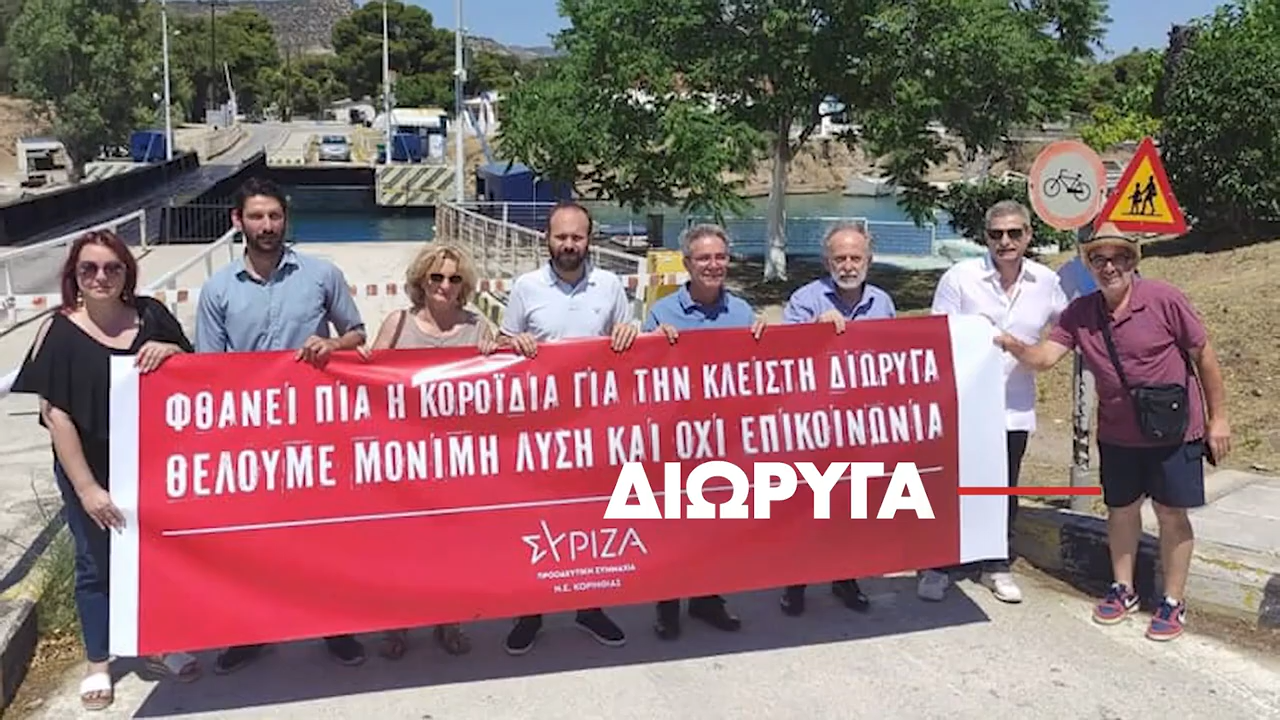 ΦΘΑΝΕΙ ΠΙΑ Η ΚΟΡΟΪΔΙΑ ΓΙΑ ΤΗΝ ΚΛΕΙΣΤΗ ΔΙΩΡΥΓΑ
ΘΕΛΟΥΜΕ ΜΟΝΙΜΗ ΛΥΣΗ ΚΑΙ ΟΧΙ ΕΠΙΚΟΙΝΩΝΙΑ
ΔΙΩΡΥΓΑ
ΣΥΡΙΖΑ
ΠΡΟΟΔΕΥΤΙΚΗ ΣΥΜΜΑΧΙΑ
Ν.Ε. ΚΟΡΙΝΘΙΑΣ